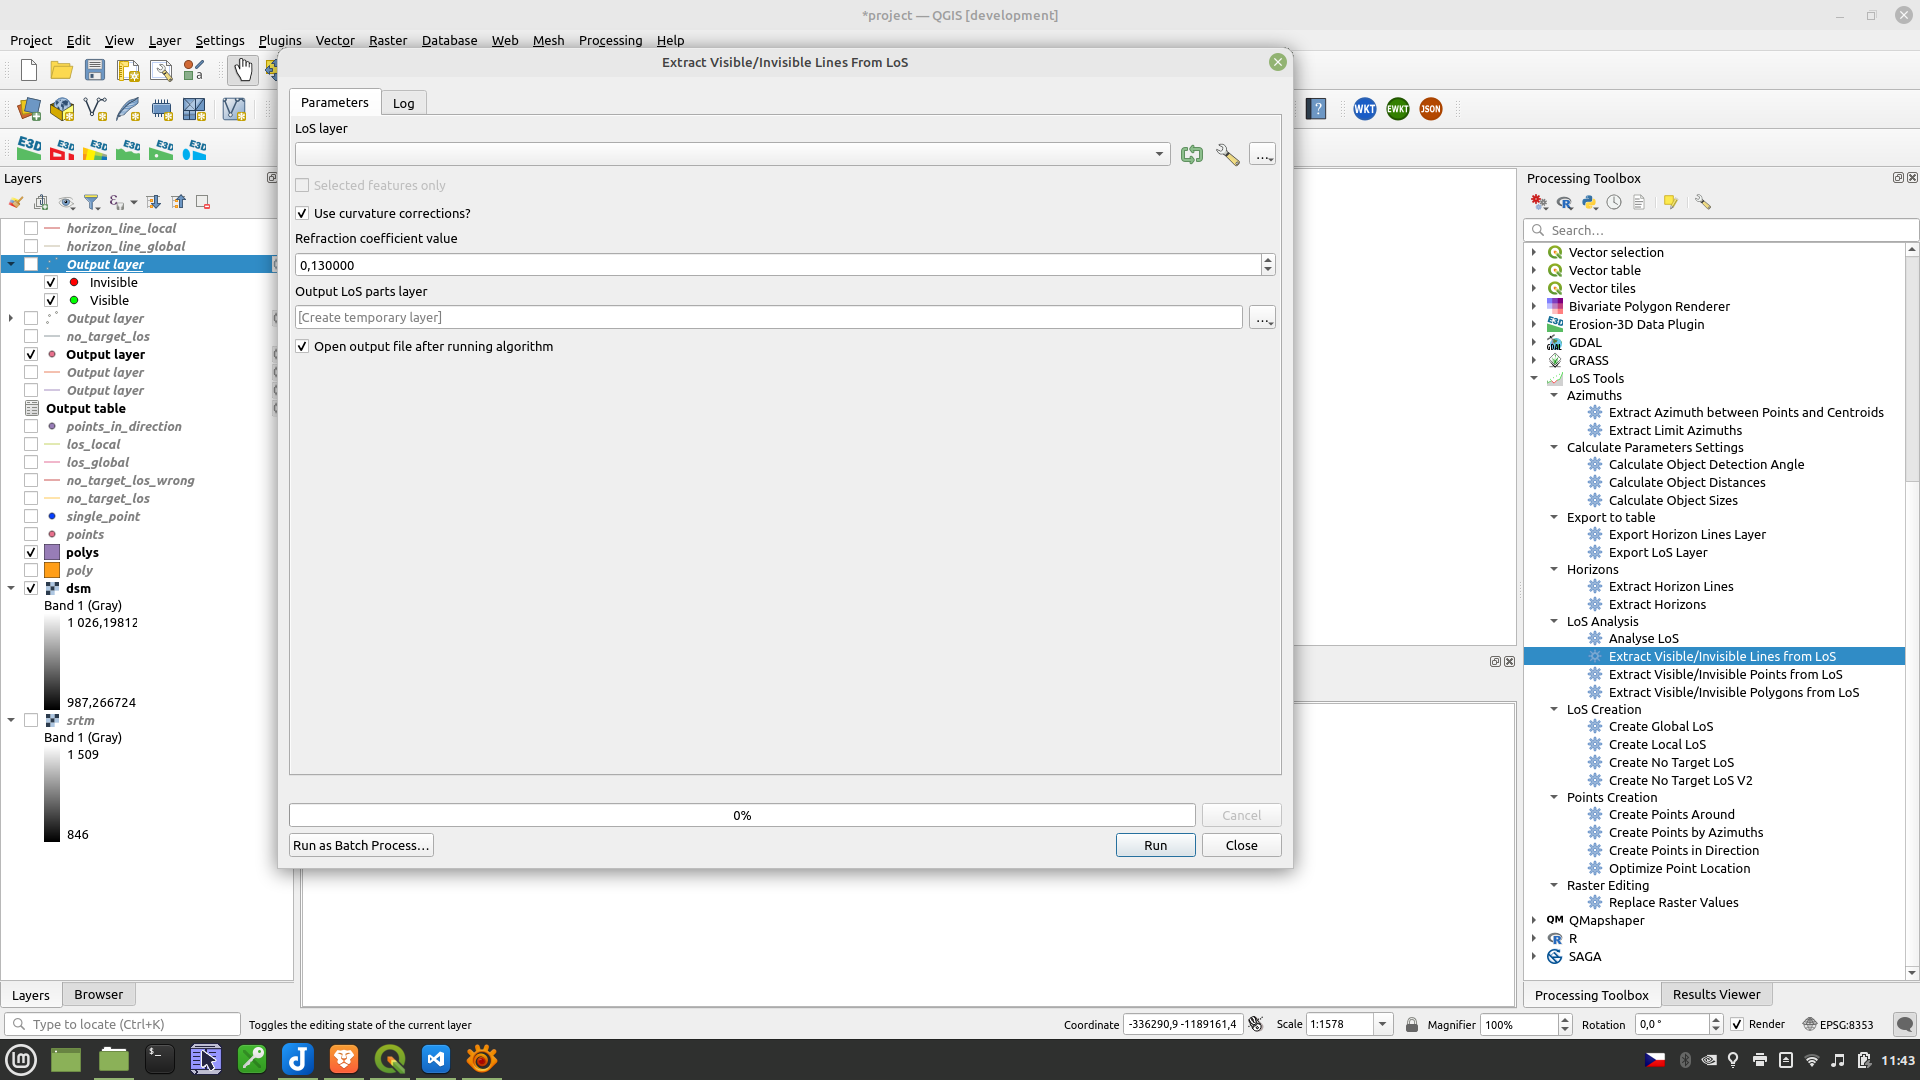 *project — QGIS [development]
Project Edit View Layer Settings Plugins Vector Raster Database Web Mesh Processing Help
Extract Visible/Invisible Lines From LoS
Parameters
Log
LoS layer
Selected features only
Use curvature corrections?
Refraction coefficient value
0,130000
Output LoS parts layer
[Create temporary layer]
Open output file after running algorithm
0%
Cancel
Run as Batch Process…
Run
Close
WKT
EWKT
JSON
E3D
E3D
E3D
E3D
E3D
E3D
Layers
horizon_line_local
horizon_line_global
Output layer
Invisible
Visible
Output layer
no_target_los
Output layer
Output layer
Output layer
Output table
points_in_direction
los_local
los_global
no_target_los_wrong
no_target_los
single_point
points
polys
poly
dsm
Band 1 (Gray)
1 026,19812
987,266724
srtm
Band 1 (Gray)
1 509
846
Layers
Browser
Processing Toolbox
Search…
Vector selection
Vector table
Vector tiles
Bivariate Polygon Renderer
E3D
Erosion-3D Data Plugin
GDAL
GRASS
LoS Tools
Azimuths
Extract Azimuth between Points and Centroids
Extract Limit Azimuths
Calculate Parameters Settings
Calculate Object Detection Angle
Calculate Object Distances
Calculate Object Sizes
Export to table
Export Horizon Lines Layer
Export LoS Layer
Horizons
Extract Horizon Lines
Extract Horizons
LoS Analysis
Analyse LoS
Extract Visible/Invisible Lines from LoS
Extract Visible/Invisible Points from LoS
Extract Visible/Invisible Polygons from LoS
LoS Creation
Create Global LoS
Create Local LoS
Create No Target LoS
Create No Target LoS V2
Points Creation
Create Points Around
Create Points by Azimuths
Create Points in Direction
Optimize Point Location
Raster Editing
Replace Raster Values
QM QMapshaper
R
SAGA
Processing Toolbox
Results Viewer
Type to locate (Ctrl+K)
Toggles the editing state of the current layer
Coordinate -336290,9 -1189161,4
Scale 1:1578
Magnifier 100%
Rotation 0,0 °
Render
EPSG:8353
11:43